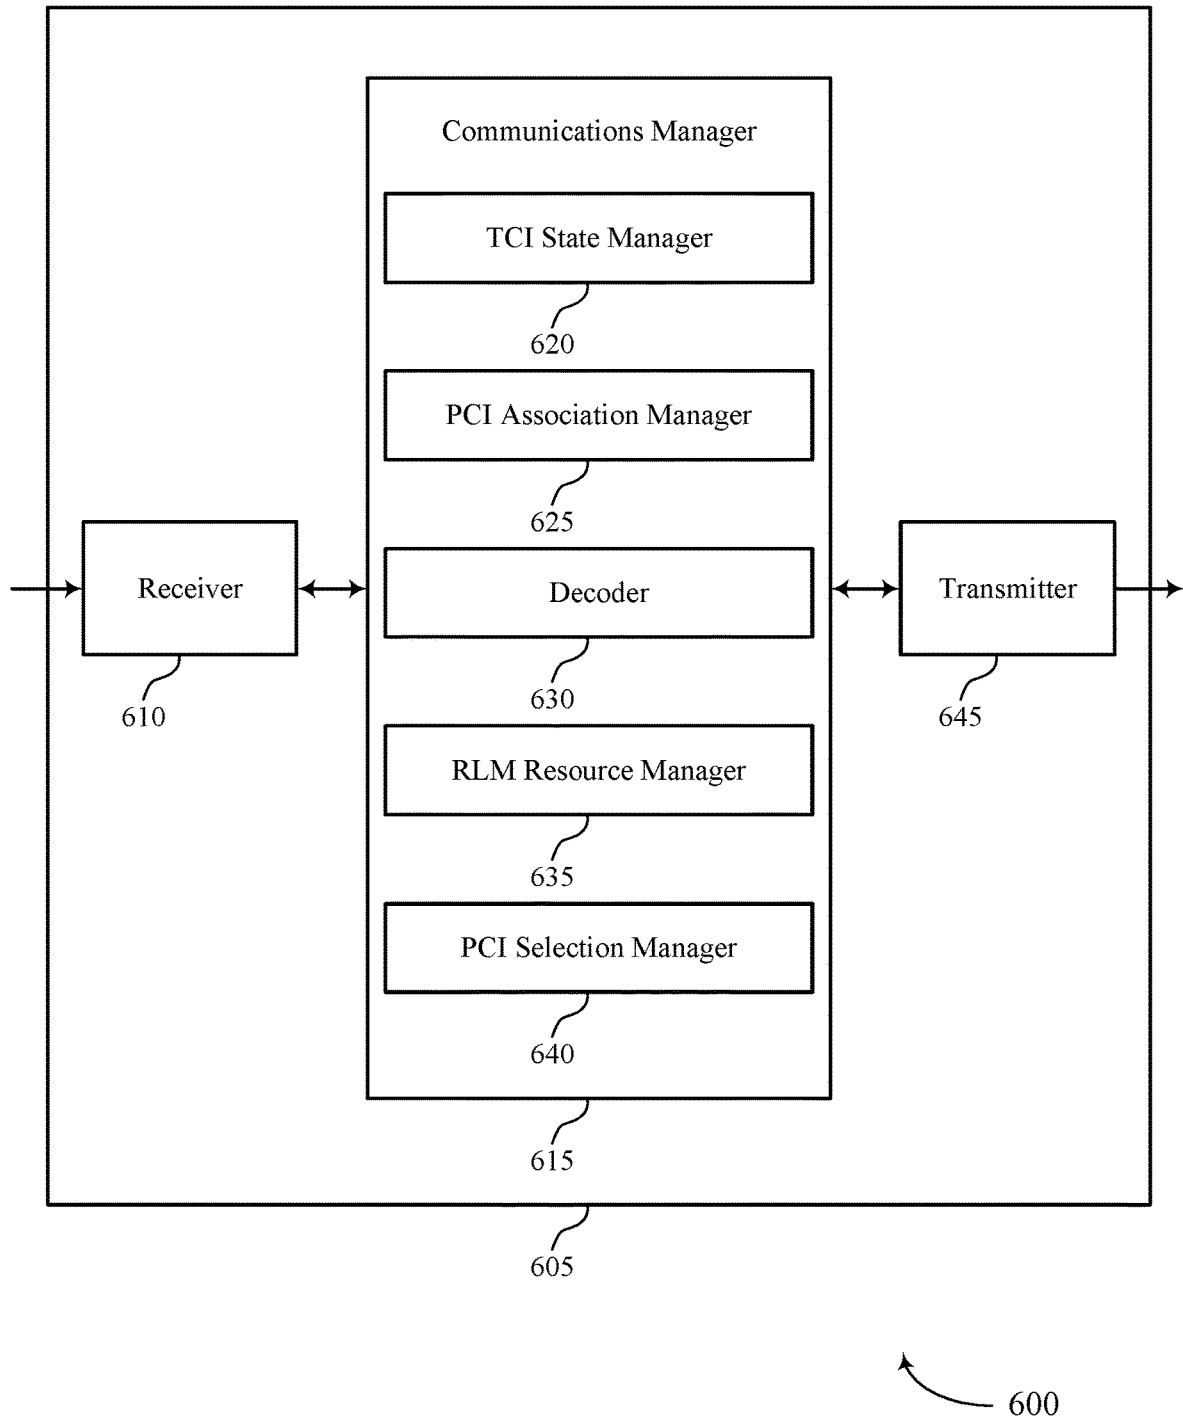 Communications Manager
TCI State Manager
620
PCI Association Manager
625
Receiver
610
Decoder
630
Transmitter
645
RLM Resource Manager
635
PCI Selection Manager
640
615
605
600